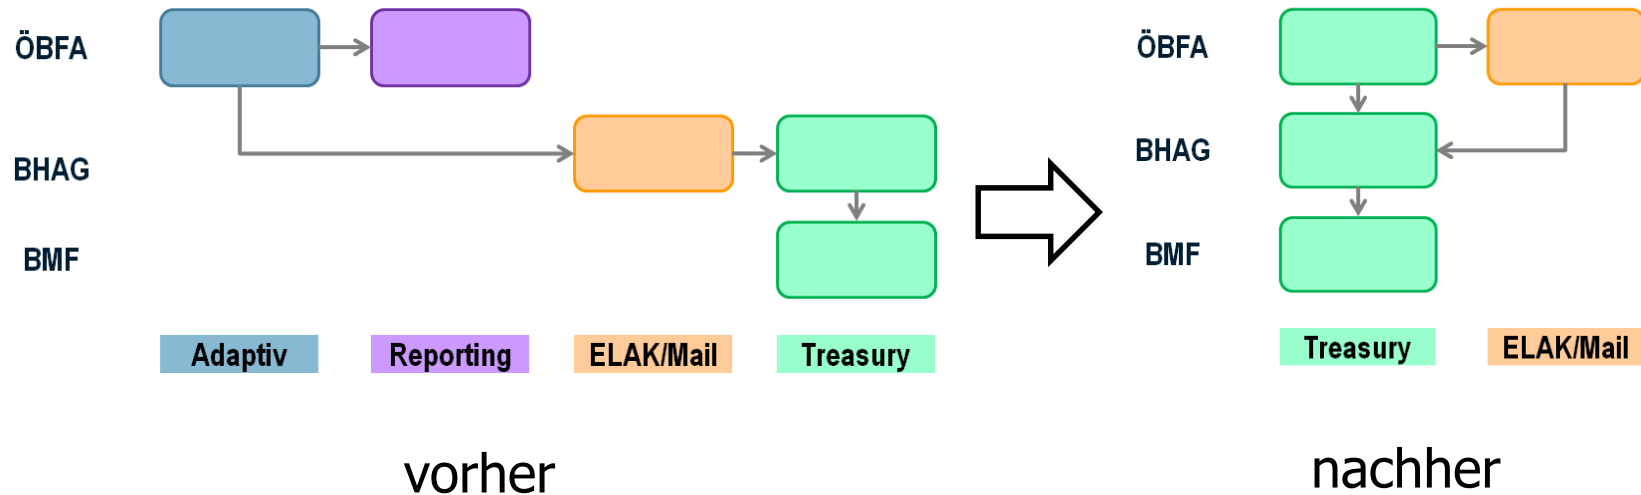 ÖBFA
BHAG
BMF
Adaptiv
Reporting
ELAK/Mail
Treasury
vorher
ÖBFA
BHAG
BMF
Treasury
ELAK/Mail
nachher